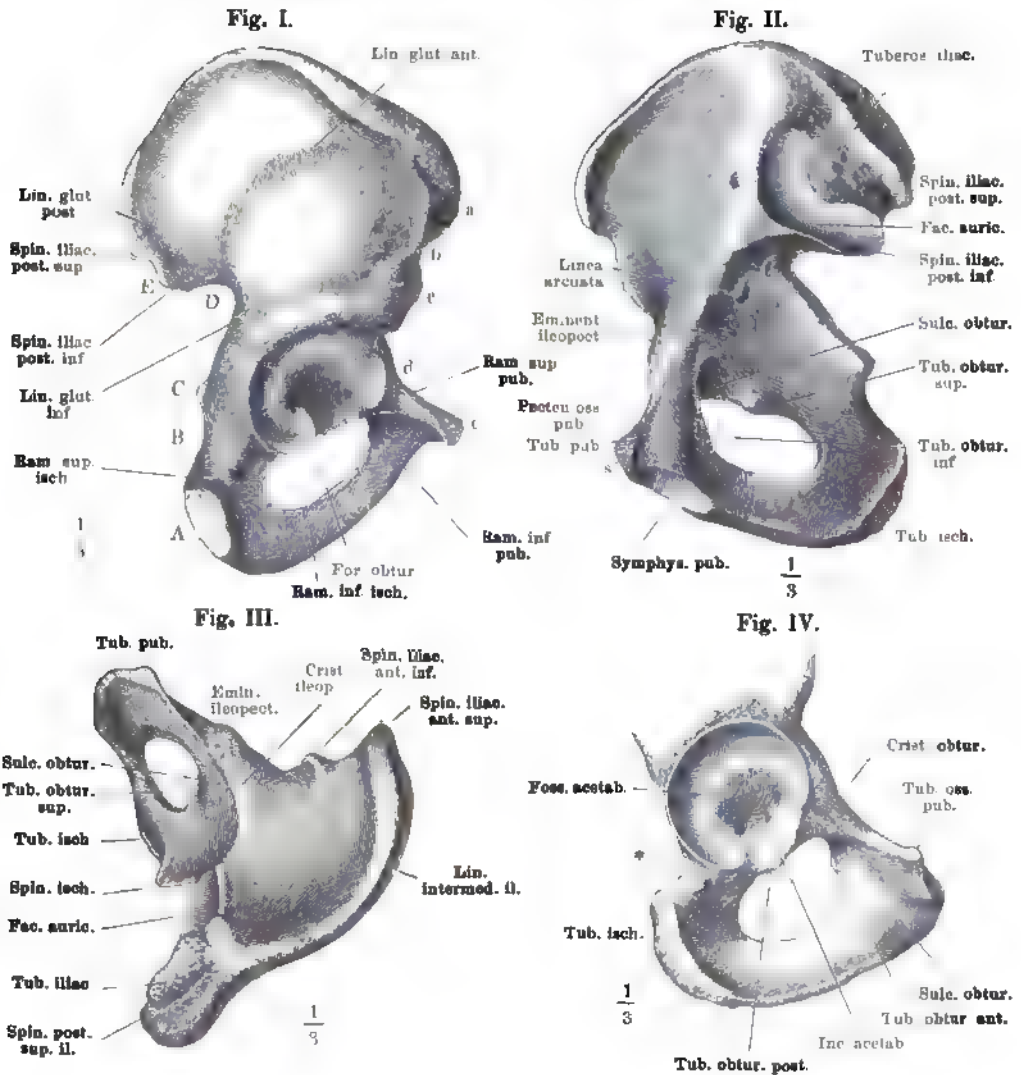 Fig. I.
Lin glut ant.
Lin. glut
post
Spin. iliac.
post. sup
Spin. iliac
post. inf
Lin. glut.
inf
Ram sup.
isch
s
E
D
C
B
A
a
b
c
d
Ram sup
pub.
Ram. inf
pub.
For obtur
Ram. inf isch.
1
Fig. II.
Tuberos iliac.
Spin. iliac.
post. sup.
Fac. auric.
Spin. iliac.
post. inf
Linea
arcuata
Eminent
ileopect
Sulc. obtur.
Tub. obtur.
sup.
Pecten oss
pub
Tub pub
s
Tub. obtur.
inf
Tub isch.
Symphys. pub.
1
3
Fig. III.
Tub. pub.
Emin.
ileopect.
Crist
ileop
Spin. iliac.
ant. inf.
Spin. iliac.
ant. sup.
Sulc. obtur.
Tub. obtur.
sup.
Tub. isch
Spin. isch.
Fac. auric.
Tub. iliac
Spin. post.
sup. il.
Lin.
intermed. il.
1
3
Fig. IV.
Crist obtur.
Foss. acetab.
Tub. oss.
pub.
*
Tub. isch.
1
3
Sulc. obtur.
Tub obtur ant.
Inc acetab
Tub. obtur. post.